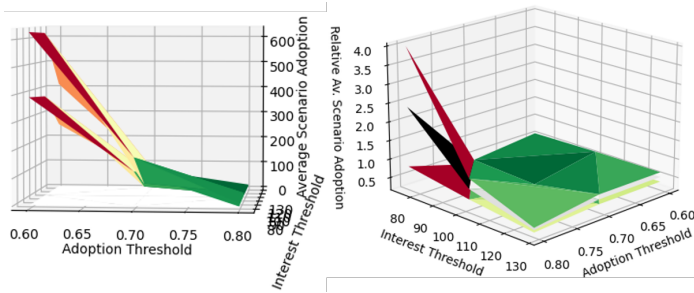 600
500
400
300
200
100
0
Average Scenario Adoption
0.60 0.65 0.70 0.75 0.80
Adoption Threshold
130
80
Interest Threshold
Relative Av. Scenario Adoption
4.0
3.5
3.0
2.5
2.0
1.5
1.0
0.5
80 90 100 110 120 130
Interest Threshold
0.80 0.75 0.70 0.65 0.60
Adoption Threshold